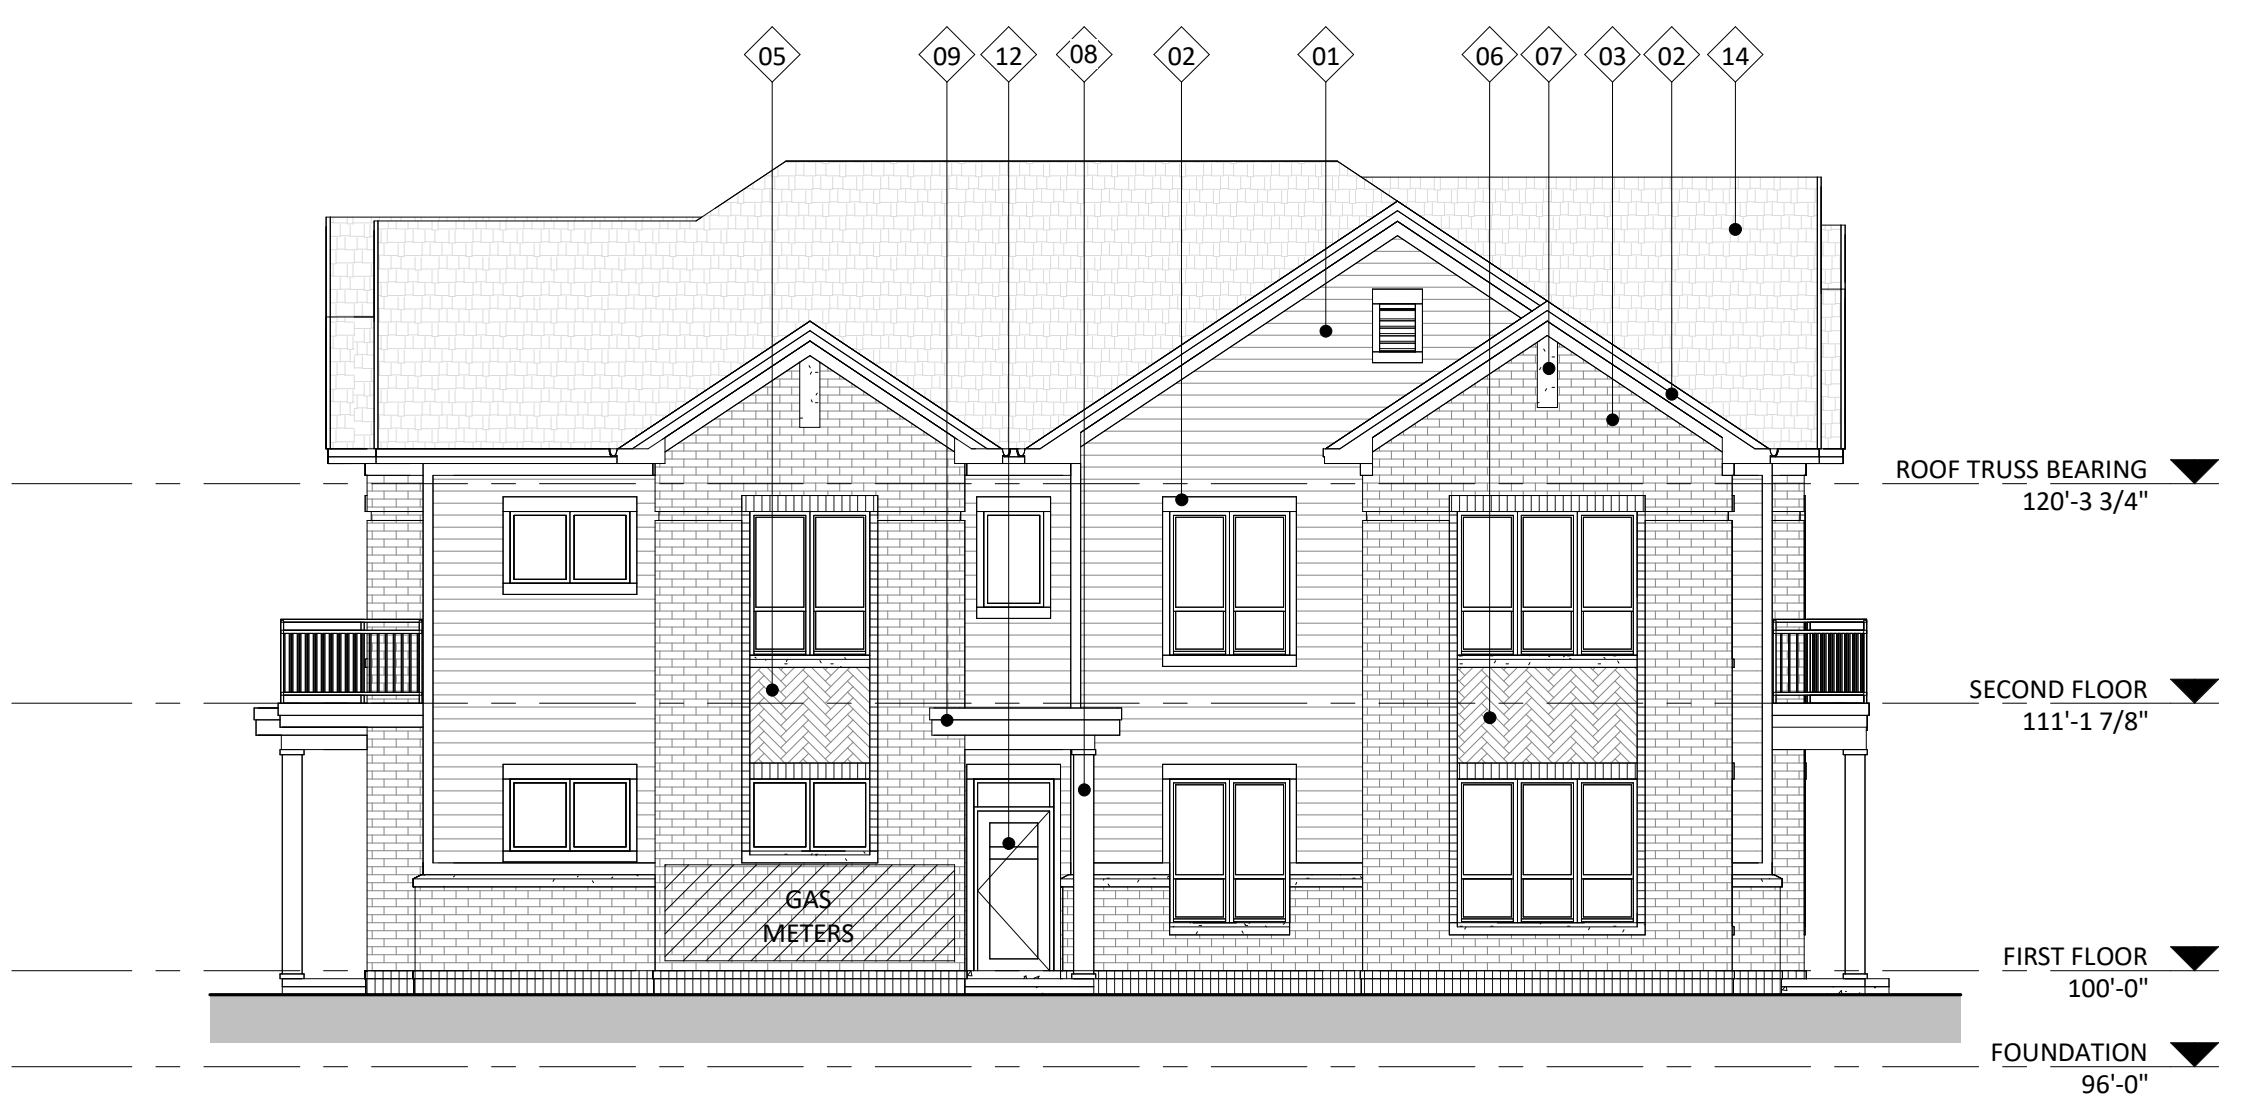 05
09
12
08
02
01
06
07
03
02
14
ROOF TRUSS BEARING
120'-3 3/4"
SECOND FLOOR
111'-1 7/8"
GAS
METERS
FIRST FLOOR
100'-0"
FOUNDATION
96'-0"